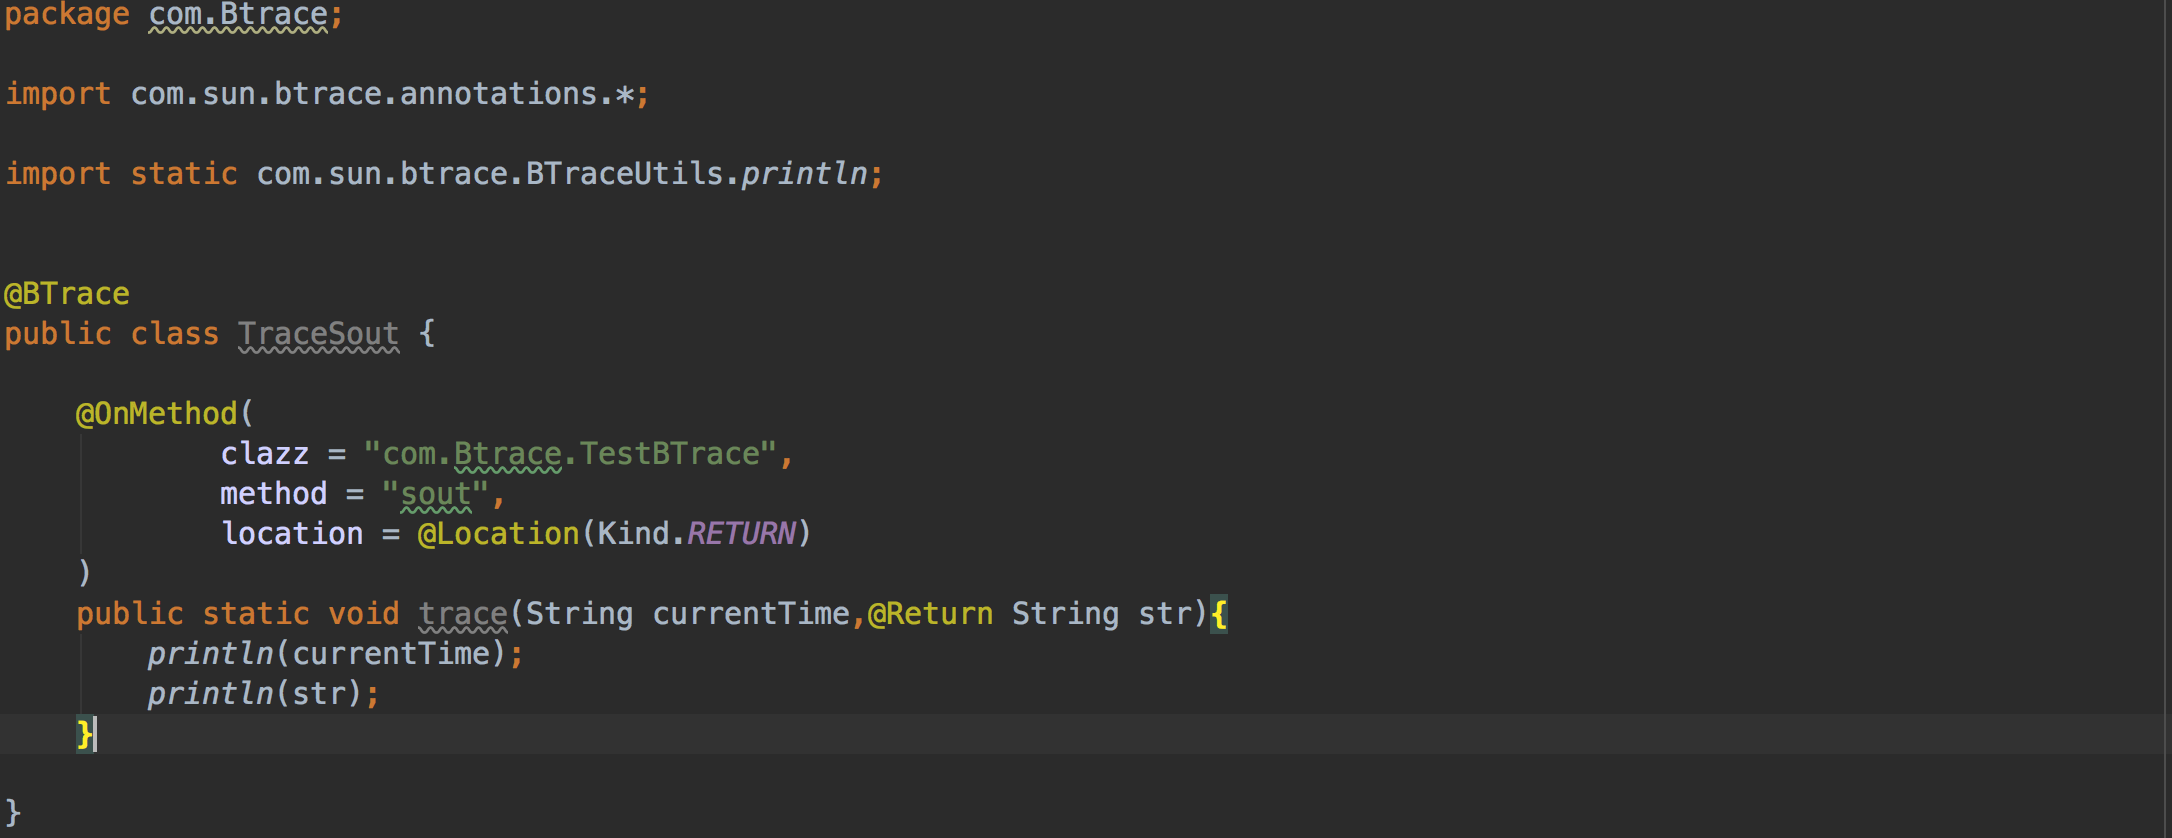 package com.Btrace;
import com.sun.btrace.annotations.*;
import static com.sun.btrace.BTraceUtils.println;
@BTrace
public class TraceSout {
@OnMethod(
clazz = "com.Btrace.TestBTrace",
method = "sout",
location = @Location(Kind.RETURN)
)
public static void trace(String currentTime,@Return String str){
println(currentTime);
println(str);
}
}